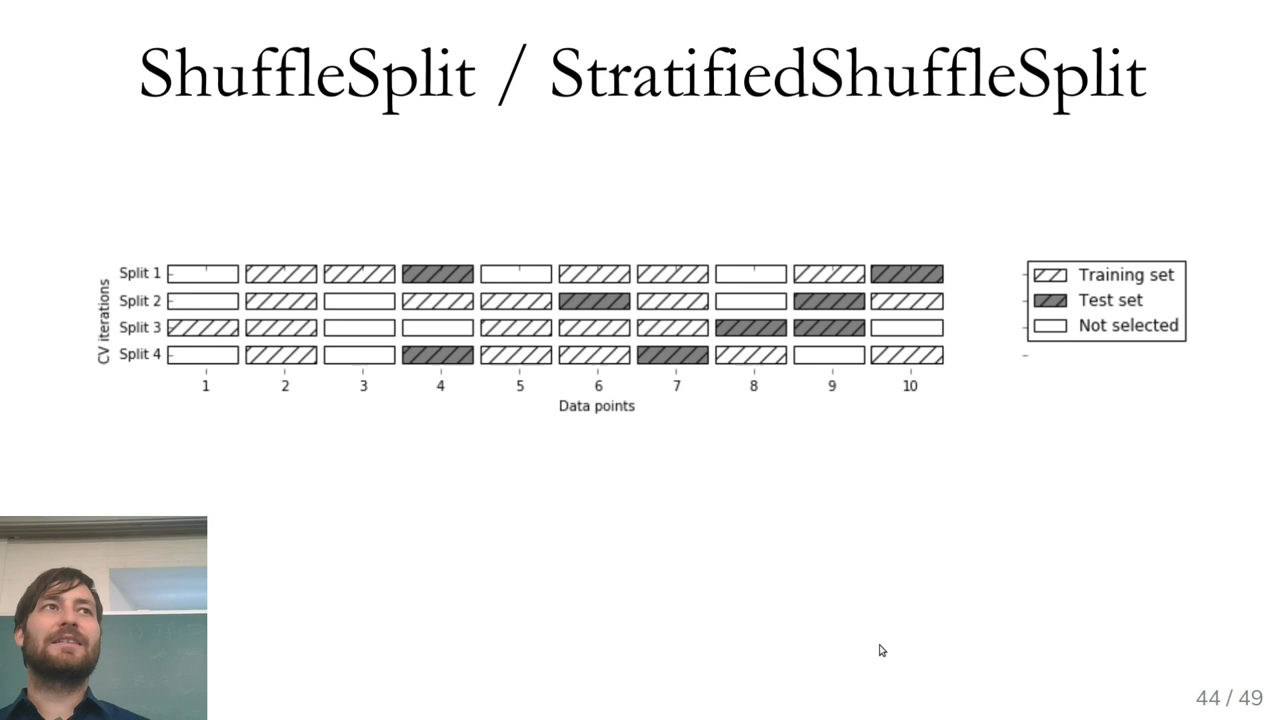 ShuffleSplit / StratifiedShuffleSplit
CV iterations
Split 1
Split 2
Split 3
Split 4
1 2 3 4 5 6 7 8 9 10
Data points
Training set
Test set
Not selected
44 / 49